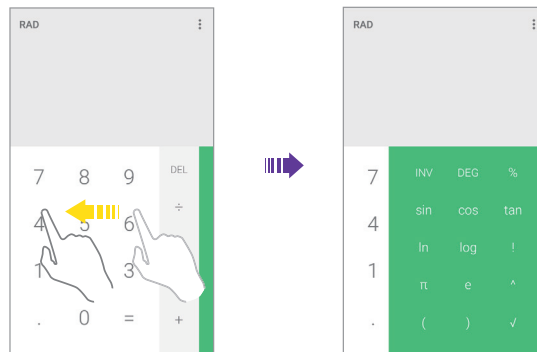 RAD
7 8 9 DEL
4 5 6 ÷
1 3
. 0 = +
RAD
7 INV DEG %
4 sin cos tan
ln log !
1 π e ^
. ( ) √